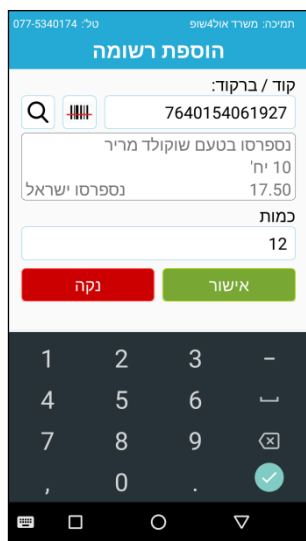 תמיכה: משרד אול4שופ טל': 077-5340174
הוספת רשומה
קוד / ברקוד:
7640154061927
נספרסו בטעם שוקולד מריר
10 יח'
17.50 נספרסו ישראל
כמות
12
אישור נקה
1 2 3 −
4 5 6
7 8 9
, 0 .